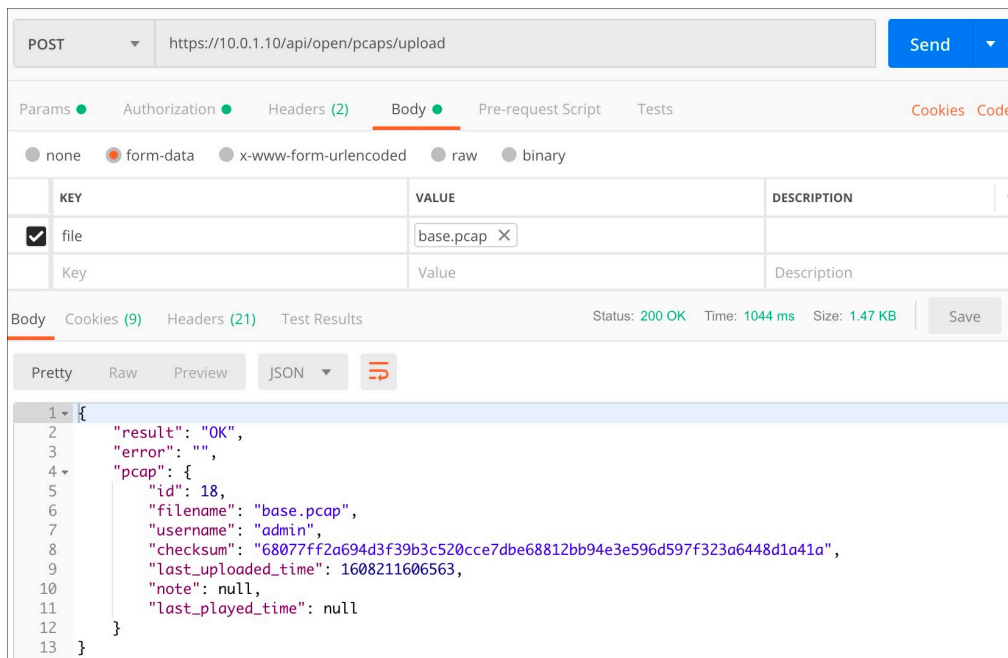 POST https://10.0.1.10/api/open/pcaps/upload Send
Params Authorization Headers (2) Body Pre-request Script Tests Cookies Code
none form-data x-www-form-urlencoded raw binary
KEY VALUE DESCRIPTION
file base.pcap
Key Value Description
Body Cookies (9) Headers (21) Test Results Status: 200 OK Time: 1044 ms Size: 1.47 KB Save
Pretty Raw Preview JSON
1 {
2 "result": "OK",
3 "error": "",
4 "pcap": {
5 "id": 18,
6 "filename": "base.pcap",
7 "username": "admin",
8 "checksum": "68077ff2a694d3f39b3c520cce7dbe68812bb94e3e596d597f323a6448d1a41a",
9 "last_uploaded_time": 1608211606563,
10 "note": null,
11 "last_played_time": null
12 }
13 }